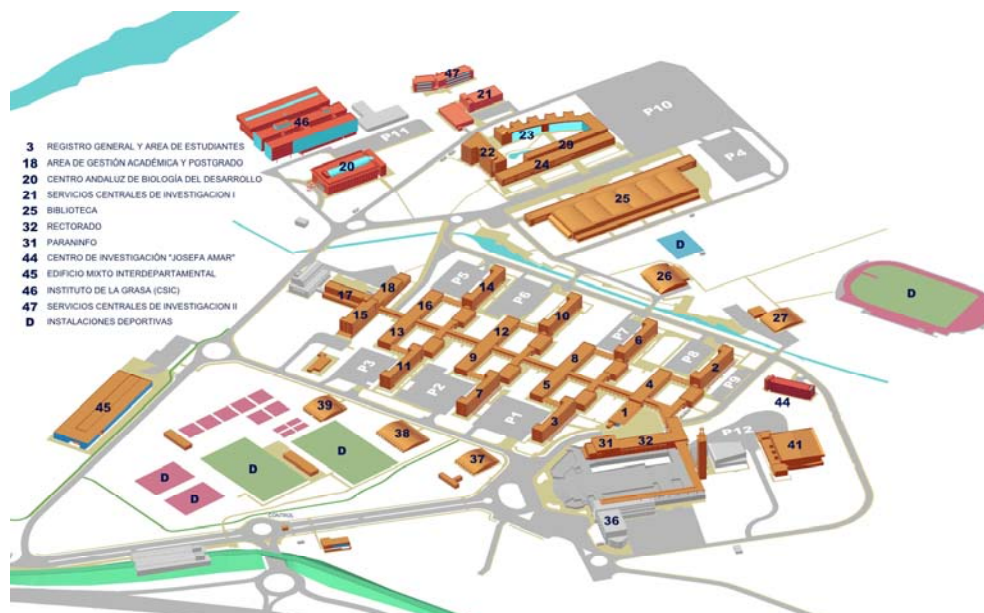 3 REGISTRO GENERAL Y AREA DE ESTUDIANTES
18 AREA DE GESTIÓN ACADÉMICA Y POSTGRADO
20 CENTRO ANDALUZ DE BIOLOGÍA DEL DESARROLLO
21 SERVICIOS CENTRALES DE INVESTIGACION I
25 BIBLIOTECA
32 RECTORADO
31 PARANINFO
44 CENTRO DE INVESTIGACIÓN "JOSEFA AMAR"
45 EDIFICIO MIXTO INTERDEPARTAMENTAL
46 INSTITUTO DE LA GRASA (CSIC)
47 SERVICIOS CENTRALES DE INVESTIGACION II
D INSTALACIONES DEPORTIVAS
47
21
46
P11
P10
23
29
22
24
20
P4
25
D
26
D
27
P5
14
18
17
16
P6
15
10
13
12
P7
6
P8
2
P3
11
9
8
P9
P2
7
5
4
44
P1
3
1
45
39
38
37
31
32
P12
41
D
D
D
D
36
CONTROL